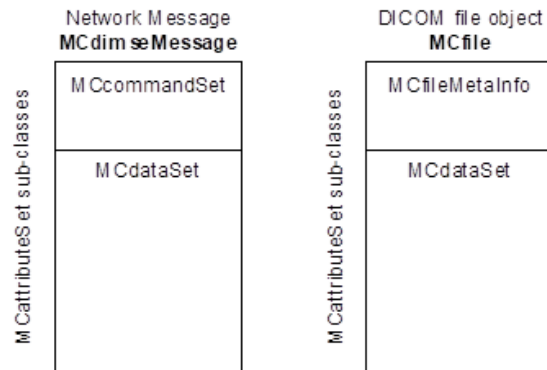 Network Message
MCdimseMessage
MCattributeSet sub-classes
MCcommandSet
MCdataSet
DICOM file object
MCfile
MCattributeSet sub-classes
MCfileMetaInfo
MCdataSet